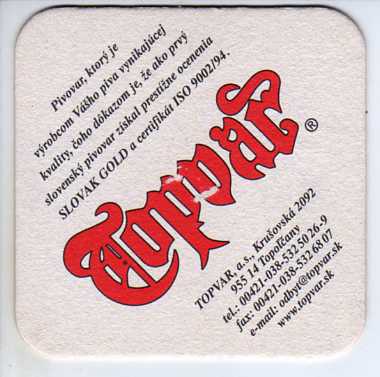 Pivovar, ktorý je
výrobcom Vášho piva vynikajúcej
kvality, čoho dôkazom je, že ako prvý
slovenský pivovar získal prestížne ocenenia
SLOVAK GOLD a certifikát ISO 9002/94.
Topvar ®
TOPVAR, a.s., Krušovská 2092
955 14 Topoľčany
tel.: 00421-038-532 50 26-9
fax: 00421-038-532 68 07
e-mail: odbyt@topvar.sk
www.topvar.sk